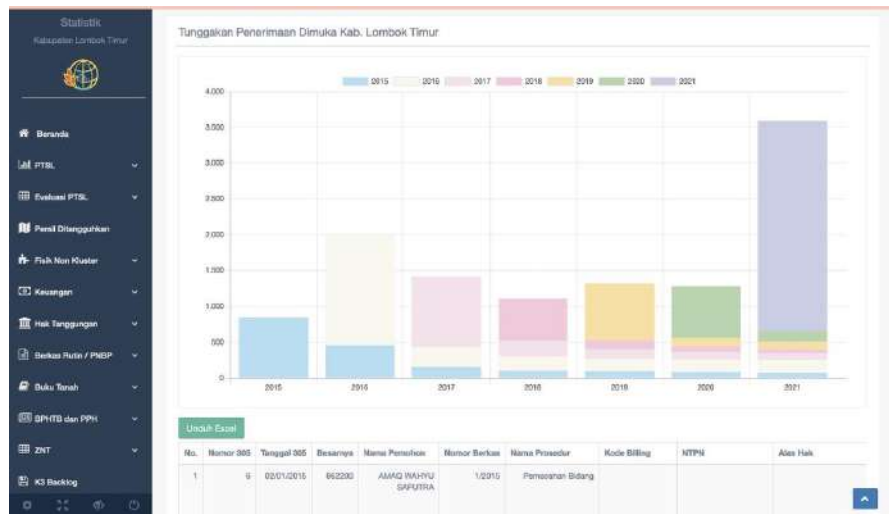 Statistik
Kabupaten Lombok Timur
Beranda
PTSL
Evaluasi PTSL
Persil Ditangguhkan
Fisik Non Kluster
Keuangan
Hak Tanggungan
Berkas Rutin / PNBP
Buku Tanah
BPHTB dan PPH
ZNT
K3 Backlog
Tunggakan Penerimaan Dimuka Kab. Lombok Timur
2015 2016 2017 2018 2019 2020 2021
4.000
3.500
3.000
2.500
2.000
1.500
1.000
500
0
2015 2016 2017 2018 2019 2020 2021
Unduh Excel
No. Nomor 305 Tanggal 305 Besarnya Nama Pemohon Nomor Berkas Nama Prosedur Kode Billing NTPN Alas Hak
1 6 02/01/2015 662200 AMAQ WAHYU SAPUTRA 1/2015 Pemecahan Bidang